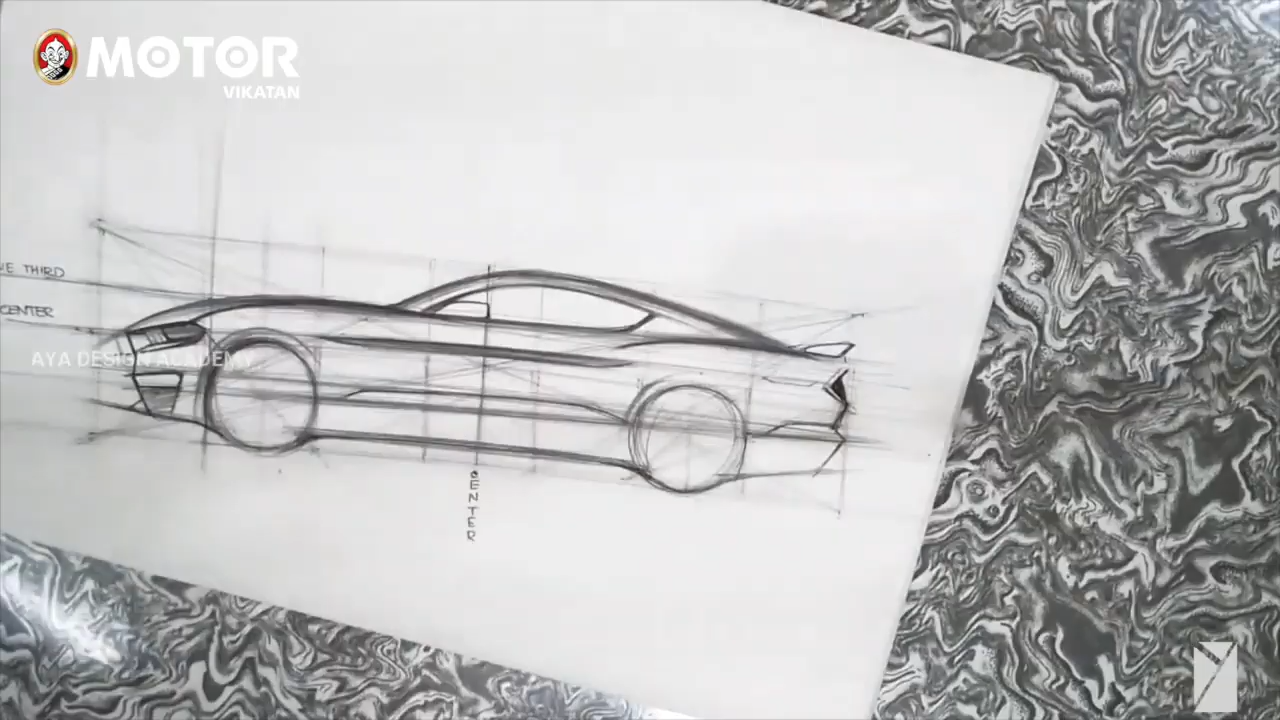 MOTOR
VIKATAN
THIRD
CENTER
AYA DESIGN ACADEMY
CENTER